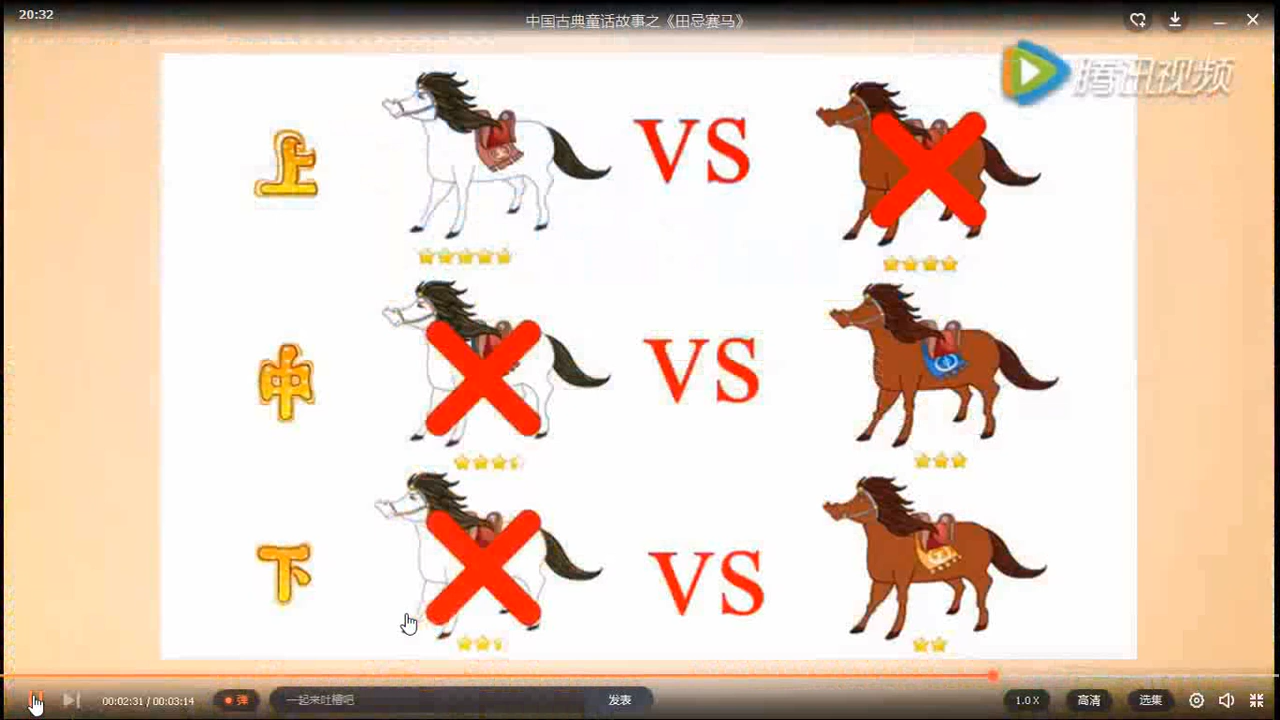 20:32
中国古典童话故事之《田忌塞马》
腾讯视频
上
VS
中
VS
下
VS
00:02:31 / 00:03:14
弹
一起来吐槽吧
发表
1.0 X
高清
选集